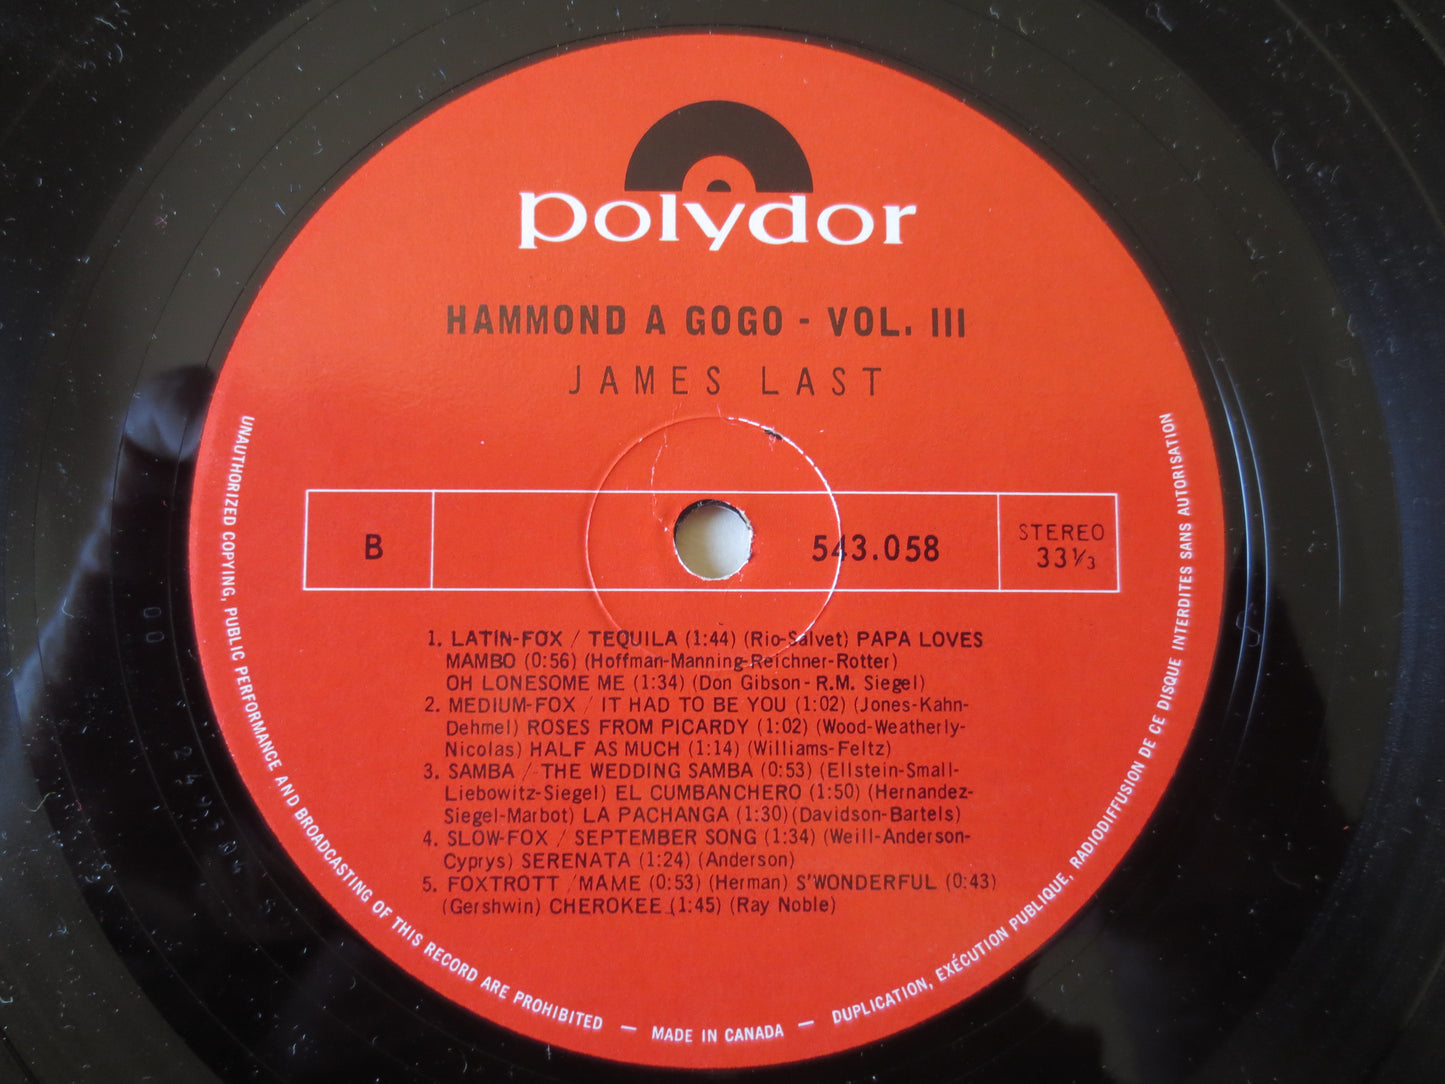 polydor
HAMMOND A GOGO - VOL. III
JAMES LAST
B
543.058
STEREO
33⅓
1. LATIN-FOX / TEQUILA (1:44) (Rio-Salvet) PAPA LOVES
MAMBO (0:56) (Hoffman-Manning-Reichner-Rotter)
OH LONESOME ME (1:34) (Don Gibson - R.M. Siegel)
2. MEDIUM-FOX / IT HAD TO BE YOU (1:02) (Jones-Kahn-
Dehmel) ROSES FROM PICARDY (1:02) (Wood-Weatherly-
Nicolas) HALF AS MUCH (1:14) (Williams-Feltz)
3. SAMBA / THE WEDDING SAMBA (0:53) (Ellstein-Small-
Liebowitz-Siegel) EL CUMBANCHERO (1:50) (Hernandez-
Siegel-Marbot) LA PACHANGA (1:30) (Davidson-Bartels)
4. SLOW-FOX / SEPTEMBER SONG (1:34) (Weill-Anderson-
Cyprys) SERENATA (1:24) (Anderson)
5. FOXTROTT / MAME (0:53) (Herman) S'WONDERFUL (0:43)
(Gershwin) CHEROKEE (1:45) (Ray Noble)
UNAUTHORIZED COPYING, PUBLIC PERFORMANCE AND BROADCASTING OF THIS RECORD ARE PROHIBITED — MADE IN CANADA — DUPLICATION, EXÉCUTION PUBLIQUE, RADIODIFFUSION DE CE DISQUE INTERDITES SANS AUTORISATION